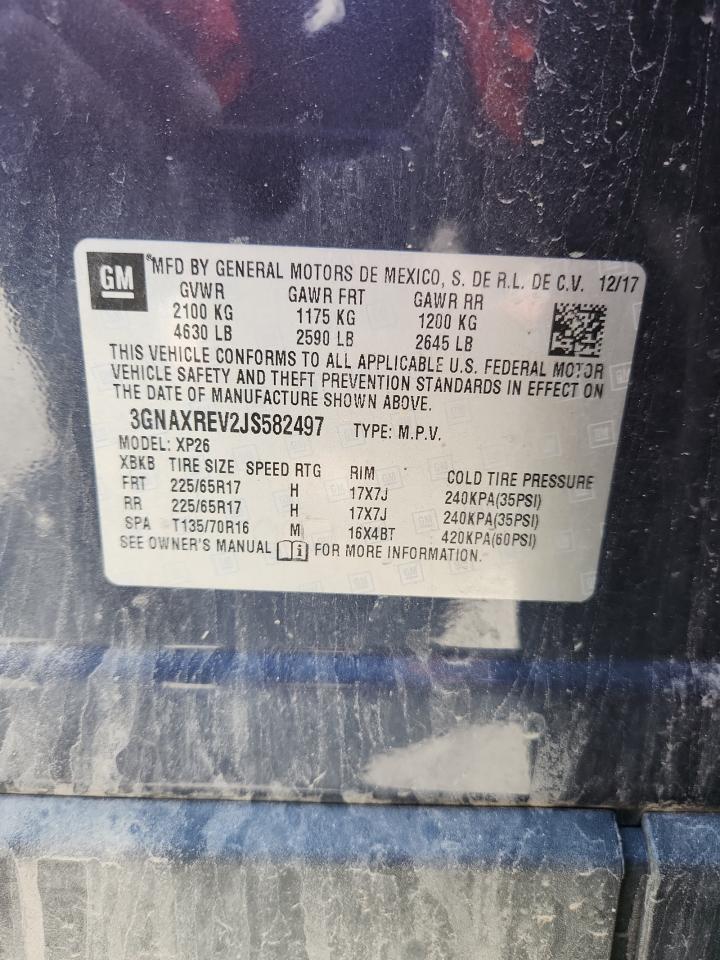 GM
MFD BY GENERAL MOTORS DE MEXICO, S. DE R.L. DE C.V. 12/17
GVWR GAWR FRT GAWR RR
2100 KG 1175 KG 1200 KG
4630 LB 2590 LB 2645 LB
THIS VEHICLE CONFORMS TO ALL APPLICABLE U.S. FEDERAL MOTOR
VEHICLE SAFETY AND THEFT PREVENTION STANDARDS IN EFFECT ON
THE DATE OF MANUFACTURE SHOWN ABOVE.
3GNAXREV2JS582497 TYPE: M.P.V.
MODEL: XP26
XBKB TIRE SIZE SPEED RTG RIM COLD TIRE PRESSURE
FRT 225/65R17 H 17X7J 240KPA(35PSI)
RR 225/65R17 H 17X7J 240KPA(35PSI)
SPA T135/70R16 M 16X4BT 420KPA(60PSI)
SEE OWNER'S MANUAL FOR MORE INFORMATION.